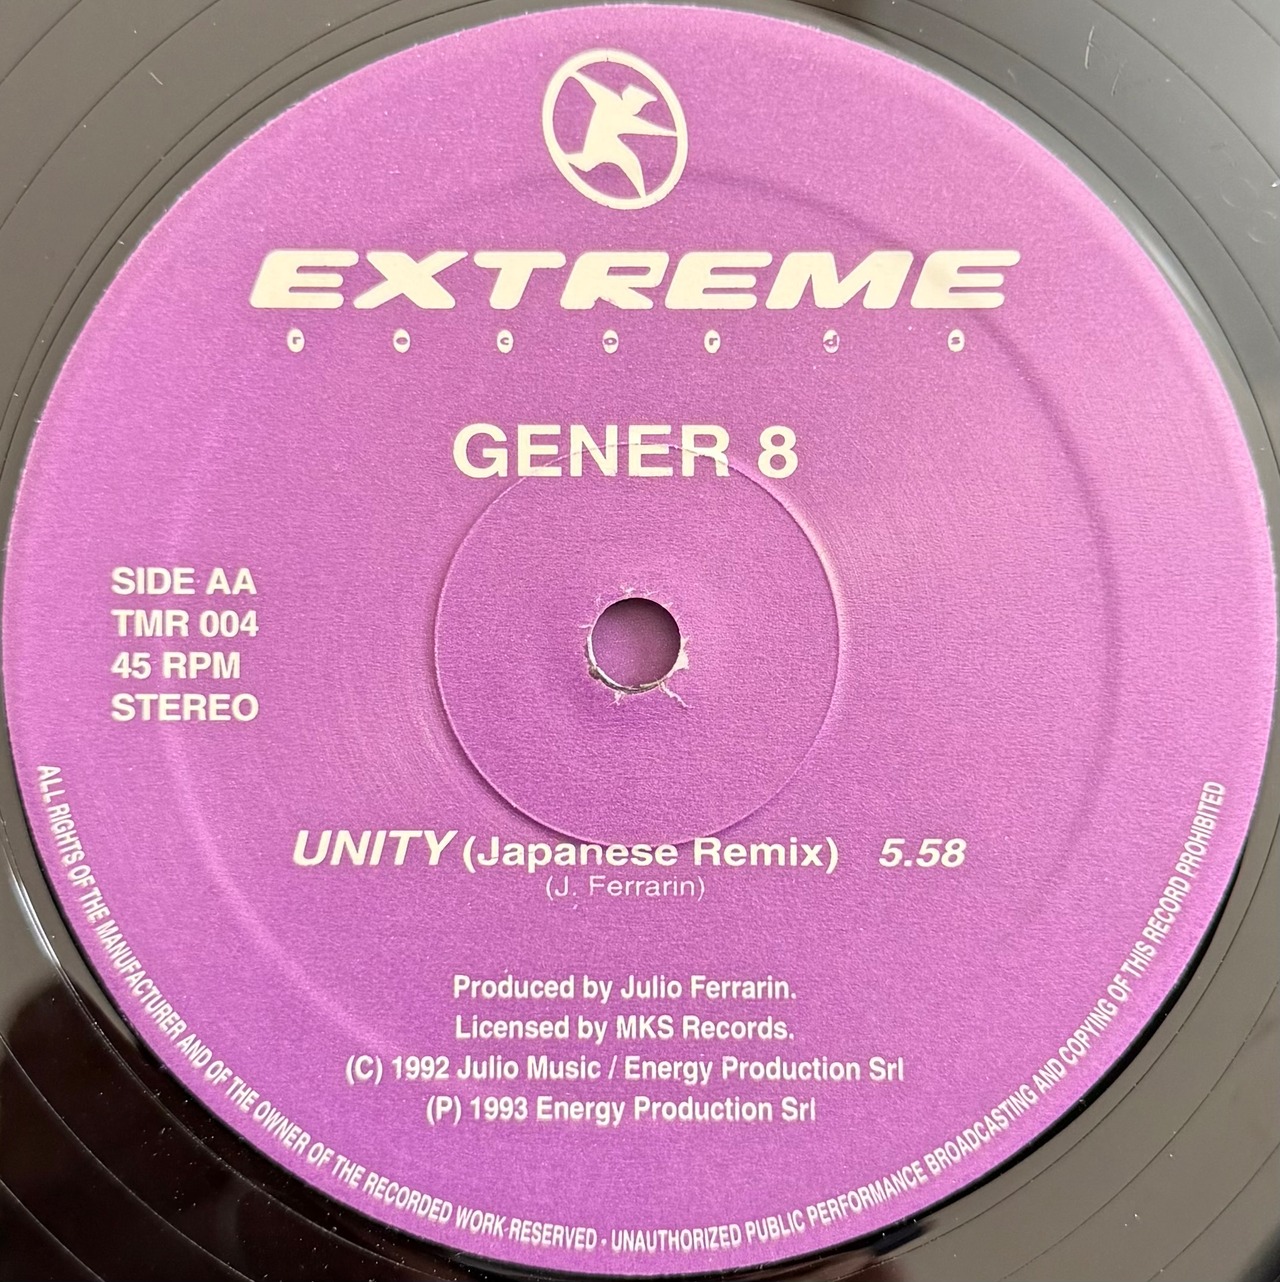 EXTREME
records
GENER 8
SIDE AA
TMR 004
45 RPM
STEREO
UNITY (Japanese Remix) 5.58
(J. Ferrarin)
Produced by Julio Ferrarin.
Licensed by MKS Records.
(C) 1992 Julio Music / Energy Production Srl
(P) 1993 Energy Production Srl
ALL RIGHTS OF THE MANUFACTURER AND OF THE OWNER OF THE RECORDED WORK RESERVED - UNAUTHORIZED PUBLIC PERFORMANCE BROADCASTING AND COPYING OF THIS RECORD PROHIBITED